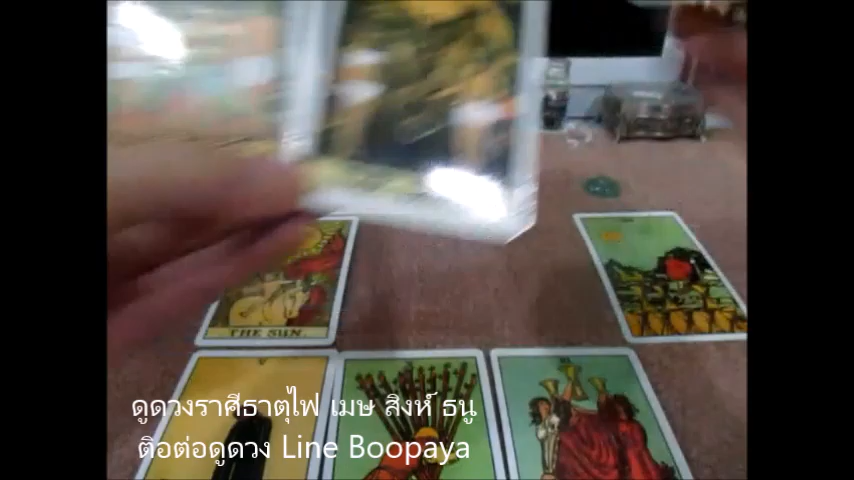 THE SUN.
ดูดวงราศีธาตุไฟ เมษ สิงห์ ธนู
ติอต่อดูดวง Line Boopaya